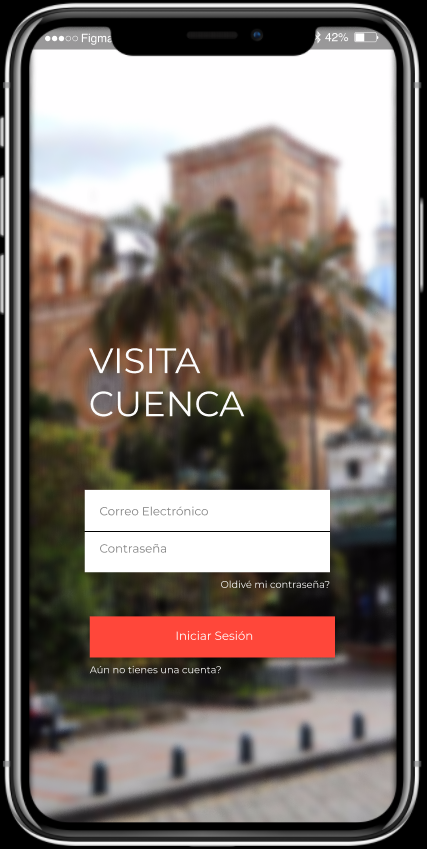 Figma
42%
VISITA
CUENCA
Correo Electrónico
Contraseña
Oldivé mi contraseña?
Iniciar Sesión
Aún no tienes una cuenta?